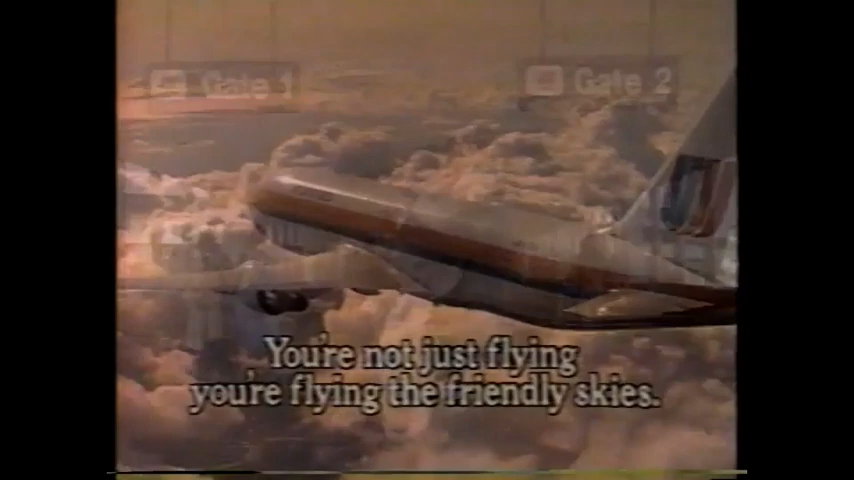 Gate 1
Gate 2
You're not just flying
you're flying the friendly skies.